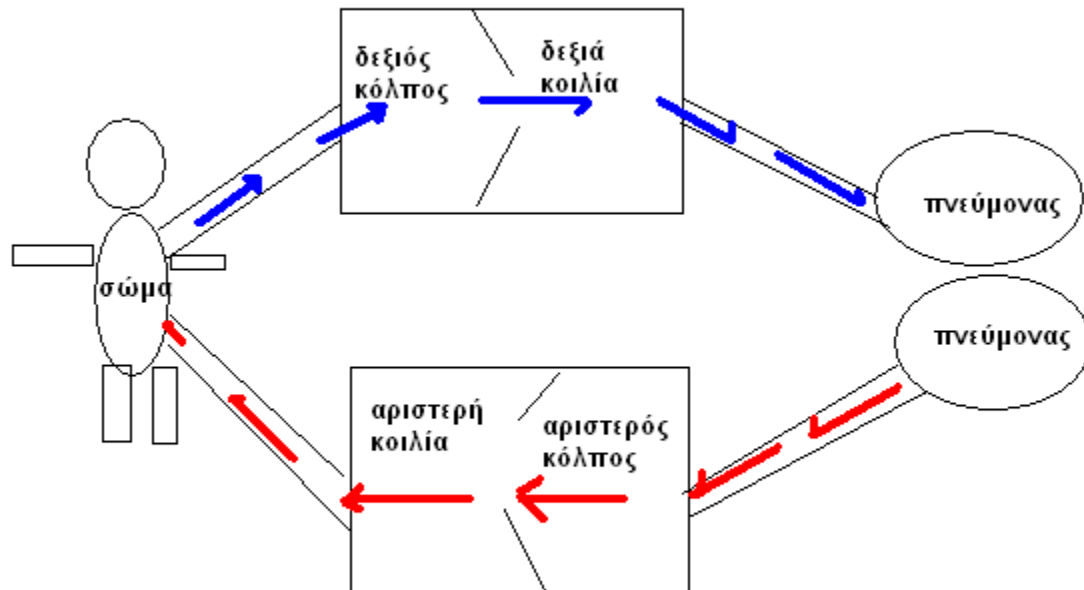 δεξιός
κόλπος
δεξιά
κοιλία
πνεύμονας
σώμα
πνεύμονας
αριστερή
κοιλία
αριστερός
κόλπος